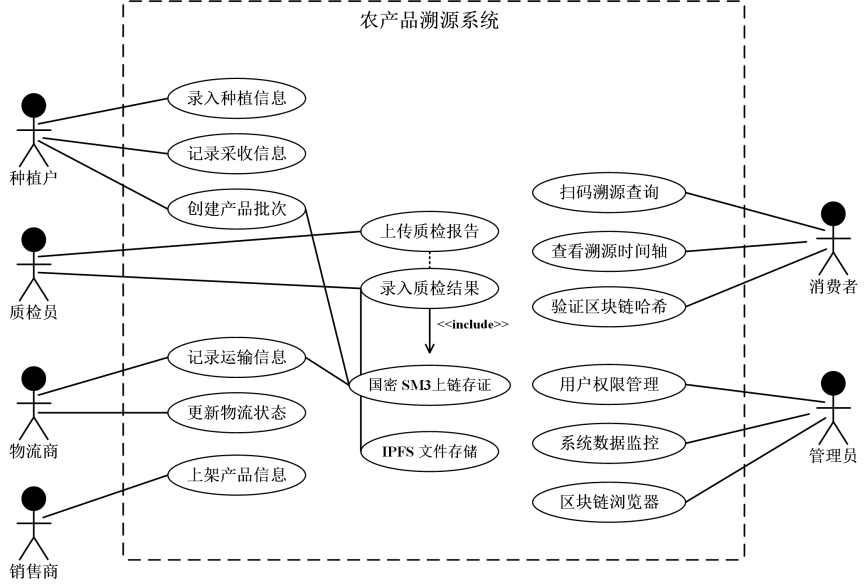 农产品溯源系统
录入种植信息
种植户
记录采收信息
创建产品批次
上传质检报告
质检员
录入质检结果
<<include>>
记录运输信息
国密 SM3上链存证
物流商
更新物流状态
IPFS 文件存储
上架产品信息
销售商
扫码溯源查询
查看溯源时间轴
消费者
验证区块链哈希
用户权限管理
系统数据监控
管理员
区块链浏览器